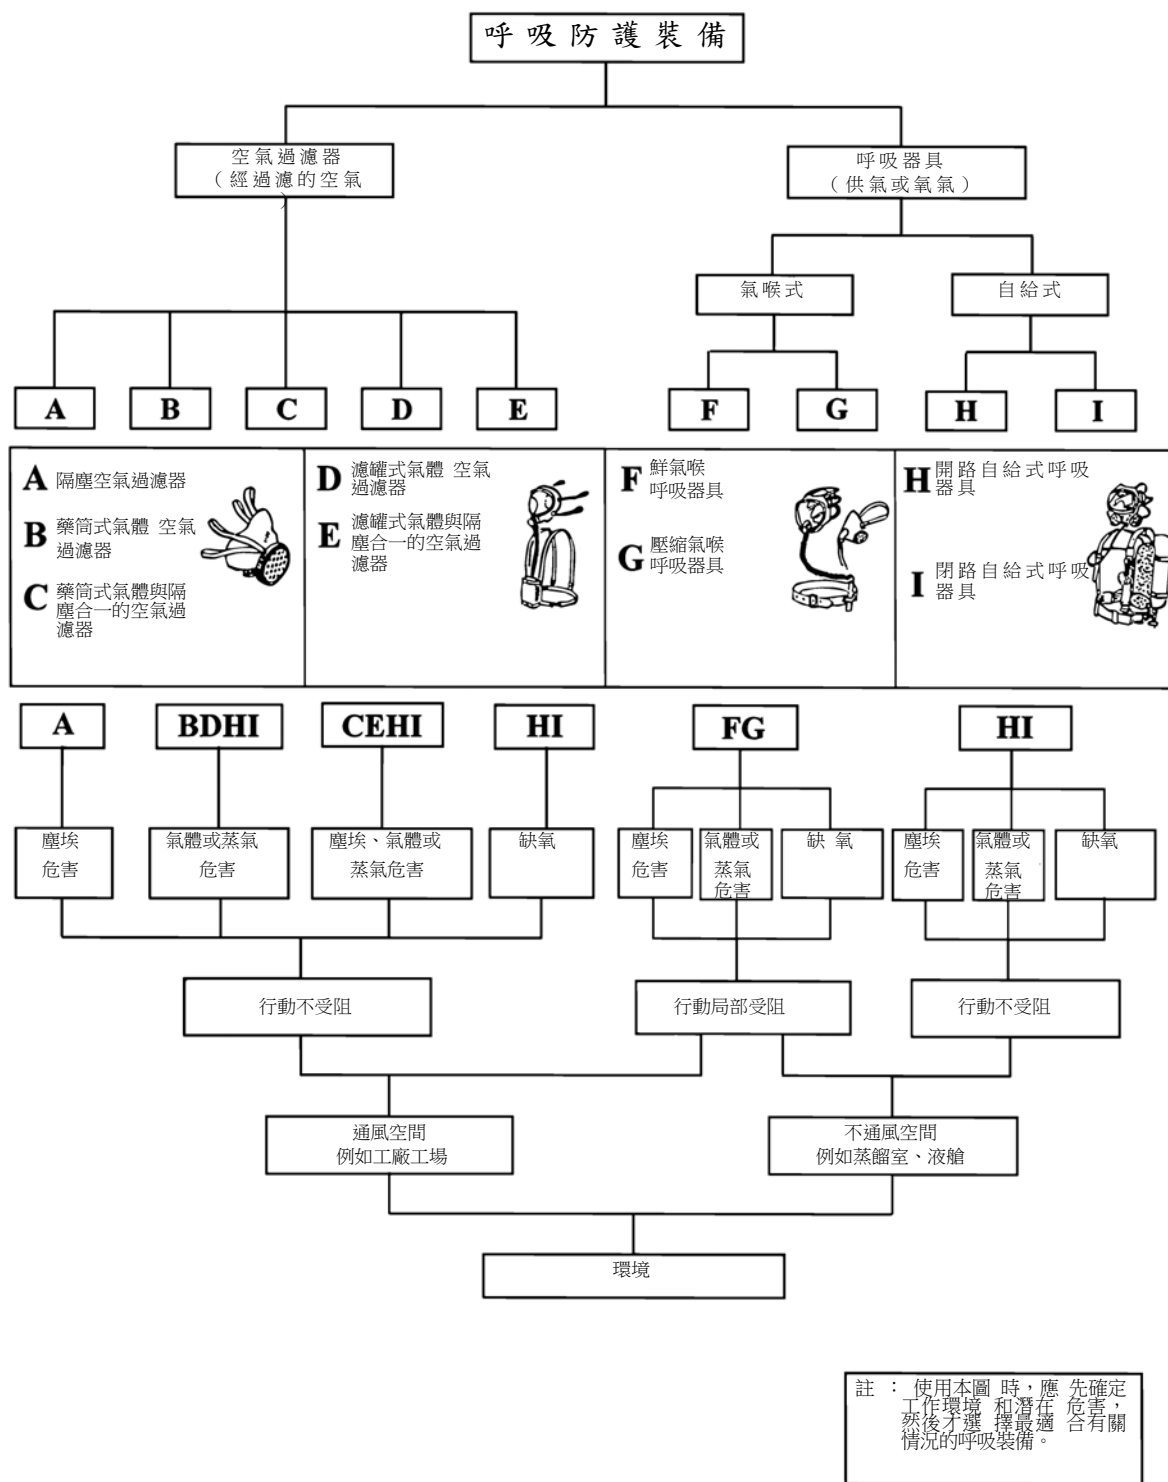 呼吸防護裝備
空氣過濾器
（經過濾的空氣
）
呼吸器具
（供氣或氧氣）
氣喉式
自給式
A
B
C
D
E
F
G
H
I
A 隔塵空氣過濾器
B 藥筒式氣體 空氣
過濾器
C 藥筒式氣體與隔
塵合一的空氣過
濾器
D 濾罐式氣體 空氣
過濾器
E 濾罐式氣體與隔
塵合一的空氣過
濾器
F 鮮氣喉
呼吸器具
G 壓縮氣喉
呼吸器具
H 開路自給式呼吸
器具
I 閉路自給式呼吸
器具
A
BDHI
CEHI
HI
FG
HI
塵埃
危害
氣體或蒸氣
危害
塵埃、氣體或
蒸氣危害
缺氧
塵埃
危害
氣體或
蒸氣
危害
缺 氧
塵埃
危害
氣體或
蒸氣
危害
缺氧
行動不受阻
行動局部受阻
行動不受阻
通風空間
例如工廠工場
不通風空間
例如蒸餾室、液艙
環境
註 ： 使用本圖 時，應 先確定
工作環境 和潛在 危害，
然後才選 擇最適 合有關
情況的呼吸裝備。